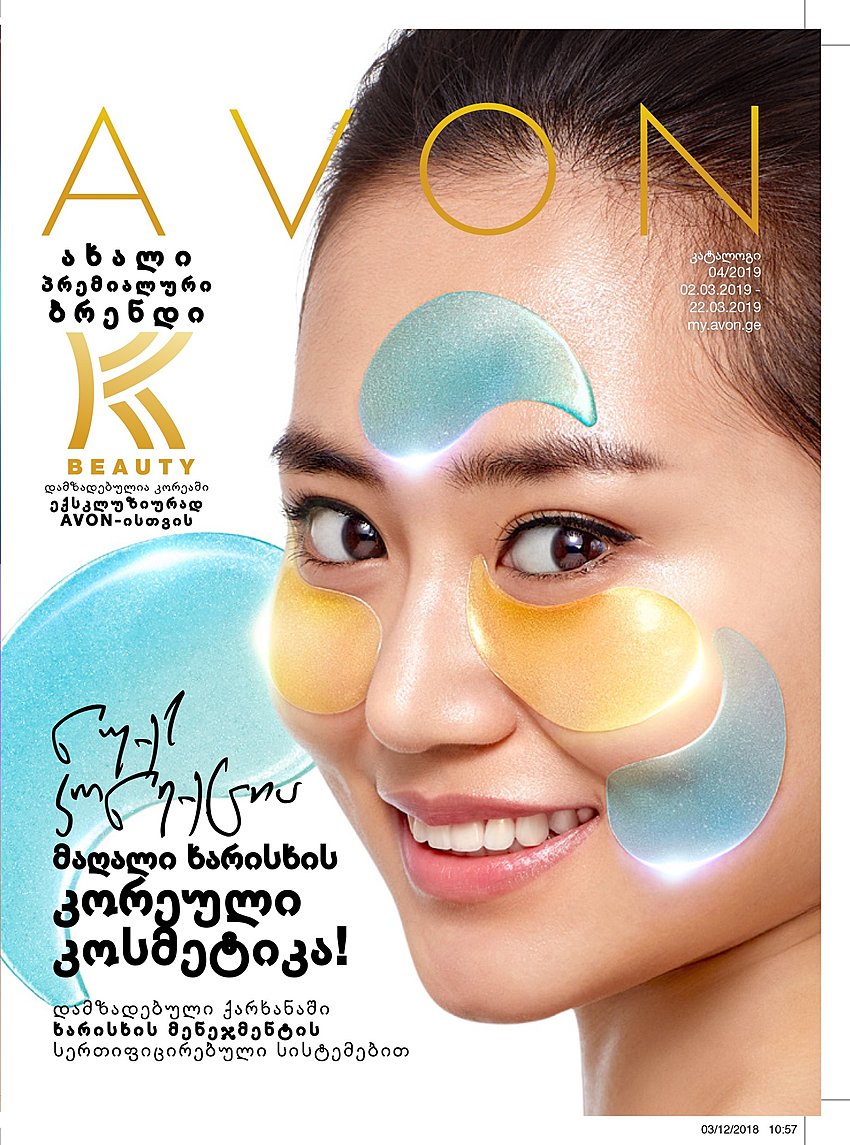 AVON
ახალი
პრემიალური
ბრენდი
K
BEAUTY
დამზადებულია კორეაში
ექსკლუზიურად
AVON-ისთვის
კატალოგი
04/2019
02.03.2019 -
22.03.2019
my.avon.ge
მაღალი ხარისხის
კორეული
კოსმეტიკა!
დამზადებული ქარხანაში
ხარისხის მენეჯმენტის
სერთიფიცირებული სისტემებით
03/12/2018 10:57